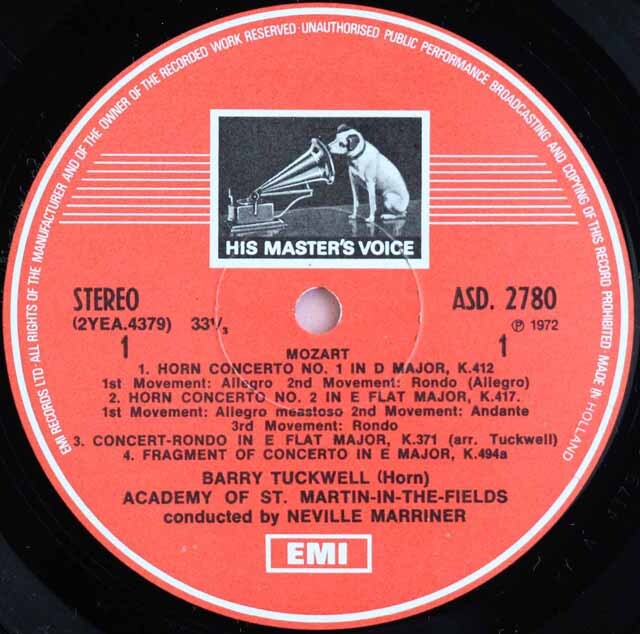 EMI RECORDS LTD·ALL RIGHTS OF THE MANUFACTURER AND OF THE OWNER OF THE RECORDED WORK RESERVED·UNAUTHORISED PUBLIC PERFORMANCE BROADCASTING AND COPYING OF THIS RECORD PROHIBITED MADE IN HOLLAND
HIS MASTER'S VOICE
STEREO
(2YEA.4379) 33⅓
1
ASD. 2780
℗ 1972
1
MOZART
1. HORN CONCERTO NO. 1 IN D MAJOR, K.412
1st Movement: Allegro 2nd Movement: Rondo (Allegro)
2. HORN CONCERTO NO. 2 IN E FLAT MAJOR, K.417.
1st Movement: Allegro meastoso 2nd Movement: Andante
3rd Movement: Rondo
3. CONCERT-RONDO IN E FLAT MAJOR, K.371 (arr. Tuckwell)
4. FRAGMENT OF CONCERTO IN E MAJOR, K.494a
BARRY TUCKWELL (Horn)
ACADEMY OF ST. MARTIN-IN-THE-FIELDS
conducted by NEVILLE MARRINER
EMI